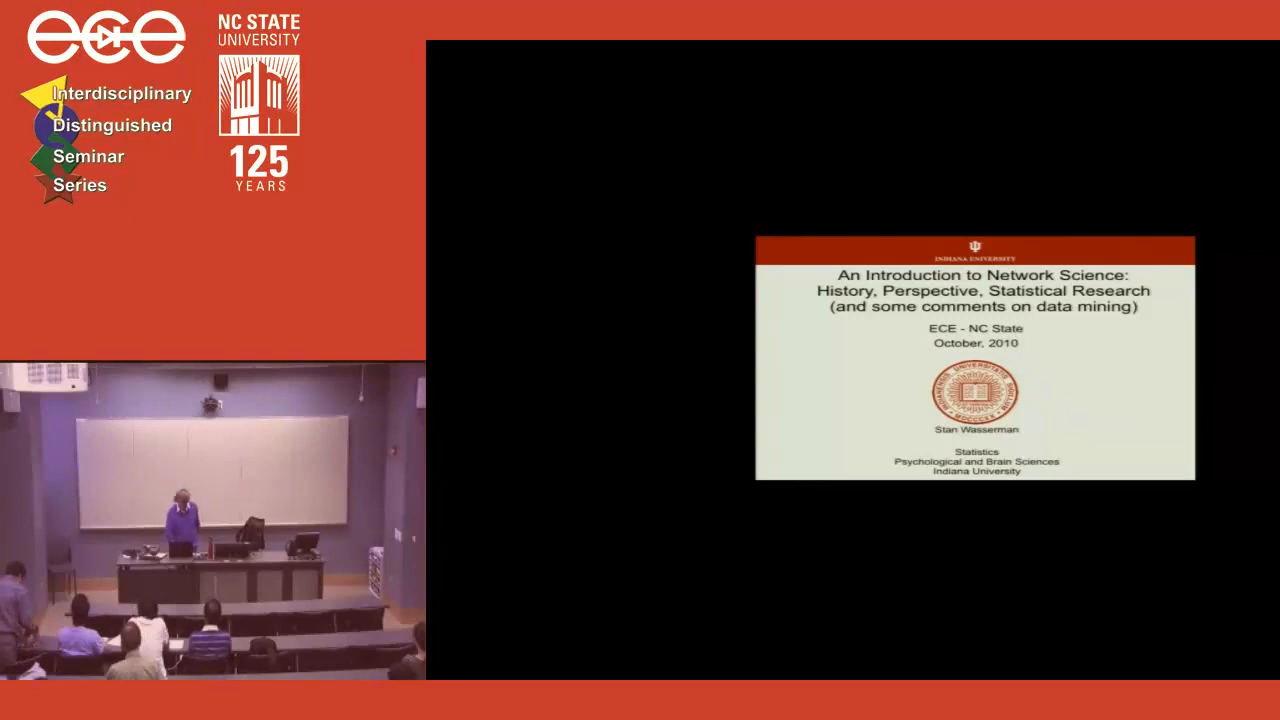 ece
NC STATE
UNIVERSITY
Interdisciplinary
Distinguished
Seminar
Series
125
YEARS
INDIANA UNIVERSITY
An Introduction to Network Science:
History, Perspective, Statistical Research
(and some comments on data mining)
ECE - NC State
October, 2010
Stan Wasserman
Statistics
Psychological and Brain Sciences
Indiana University